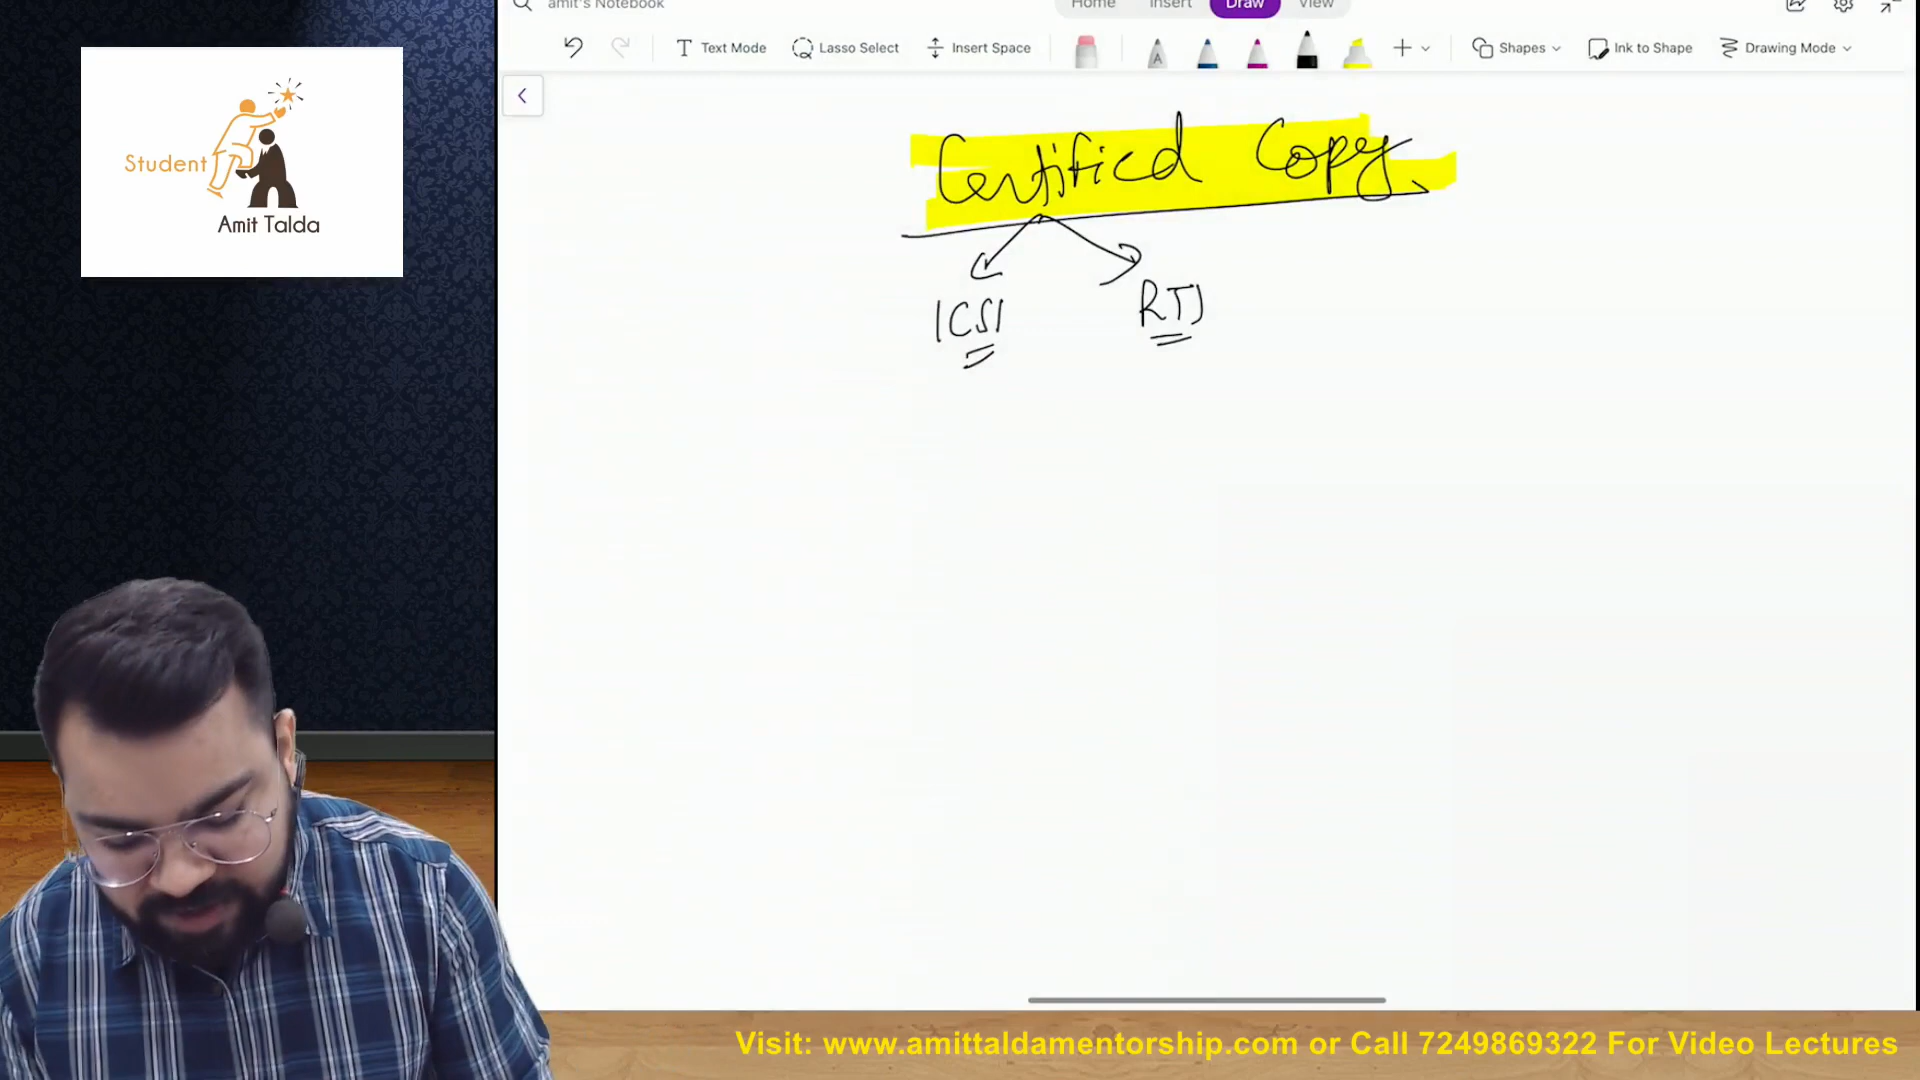 amit's Notebook
Home Insert Draw View
Text Mode Lasso Select Insert Space A Shapes Ink to Shape Drawing Mode
Student
Amit Talda
Certified Copy
ICSI RTI
Visit: www.amittaldamentorship.com or Call 7249869322 For Video Lectures